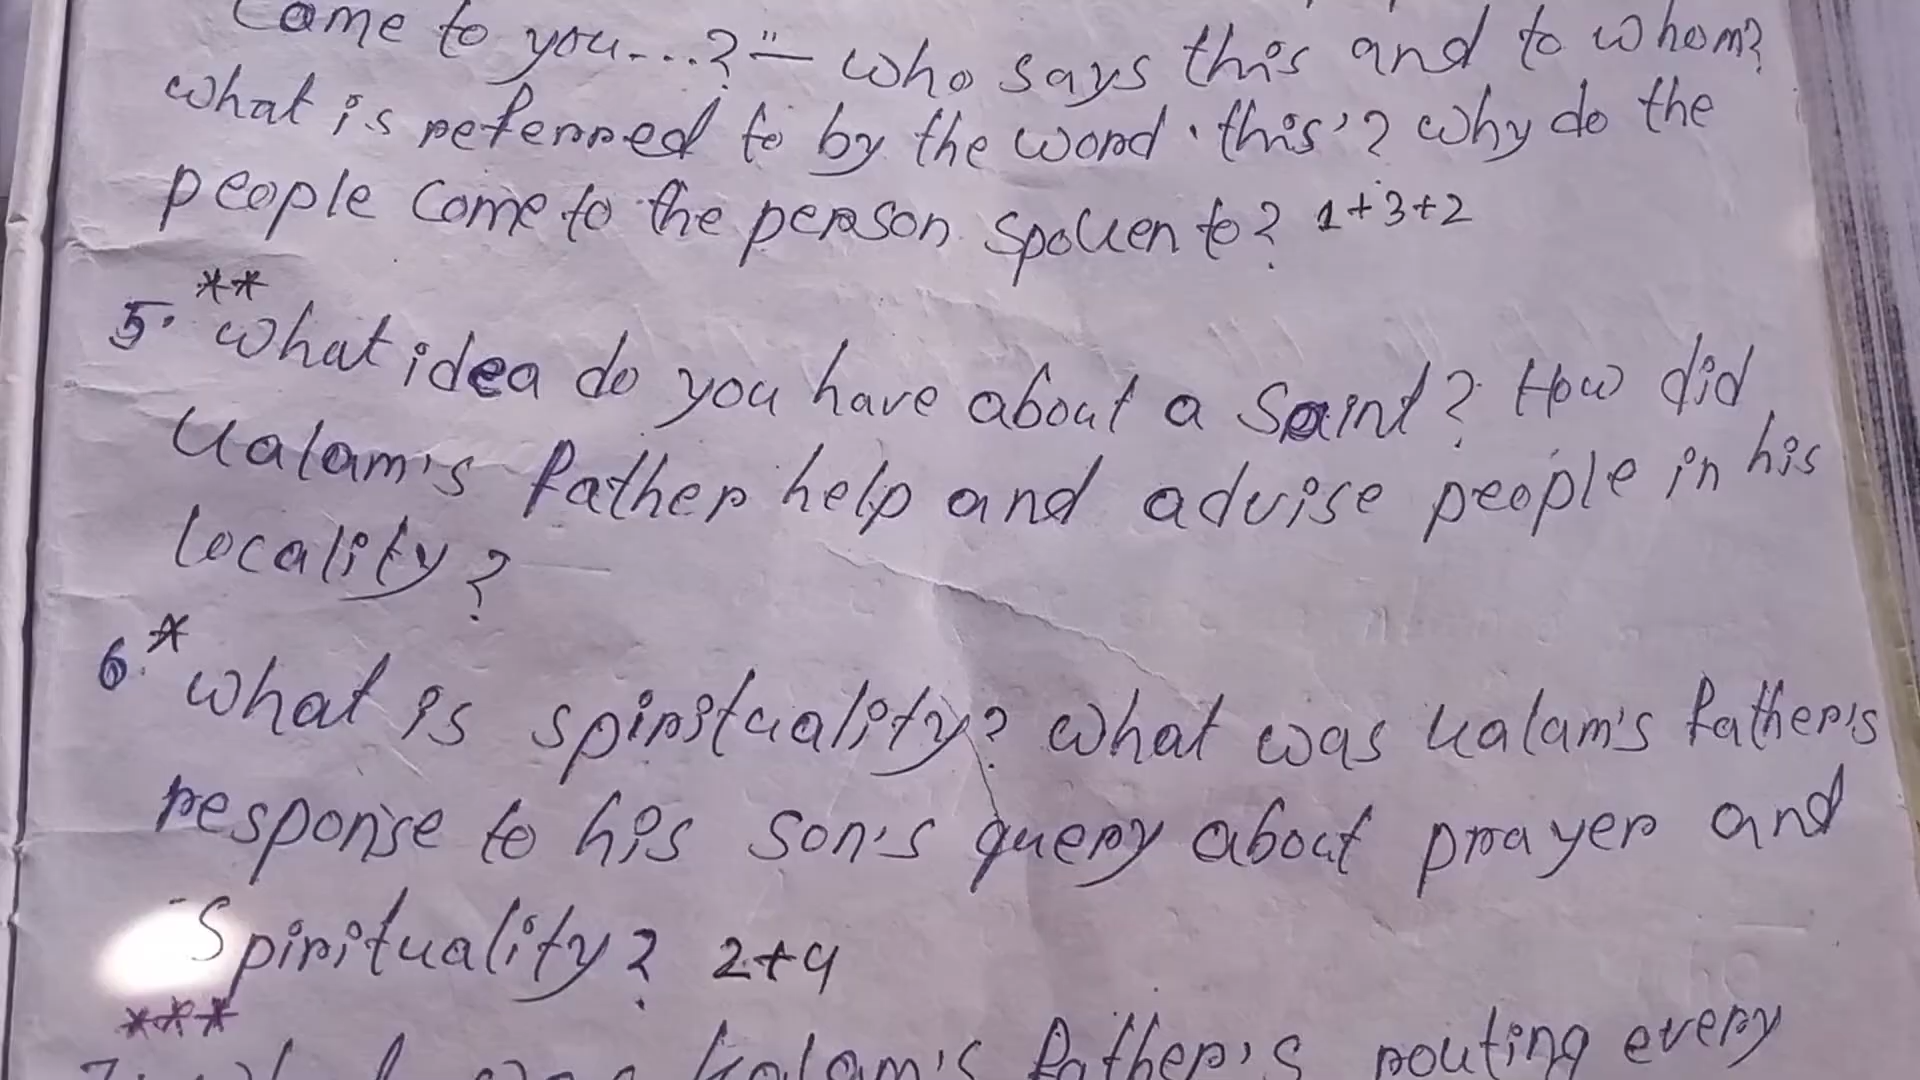 Came to you....?" — who says this and to whom?
what is referred to by the word 'this'? why do the
people come to the person spoken to? 1+3+2
**
5. what idea do you have about a Saint? How did
Kalam's father help and advise people in his
locality?
*
6. what is spirituality? what was Kalam's father's
response to his son's query about prayer and
Spirituality? 2+4
***
Kalam's father's routing every